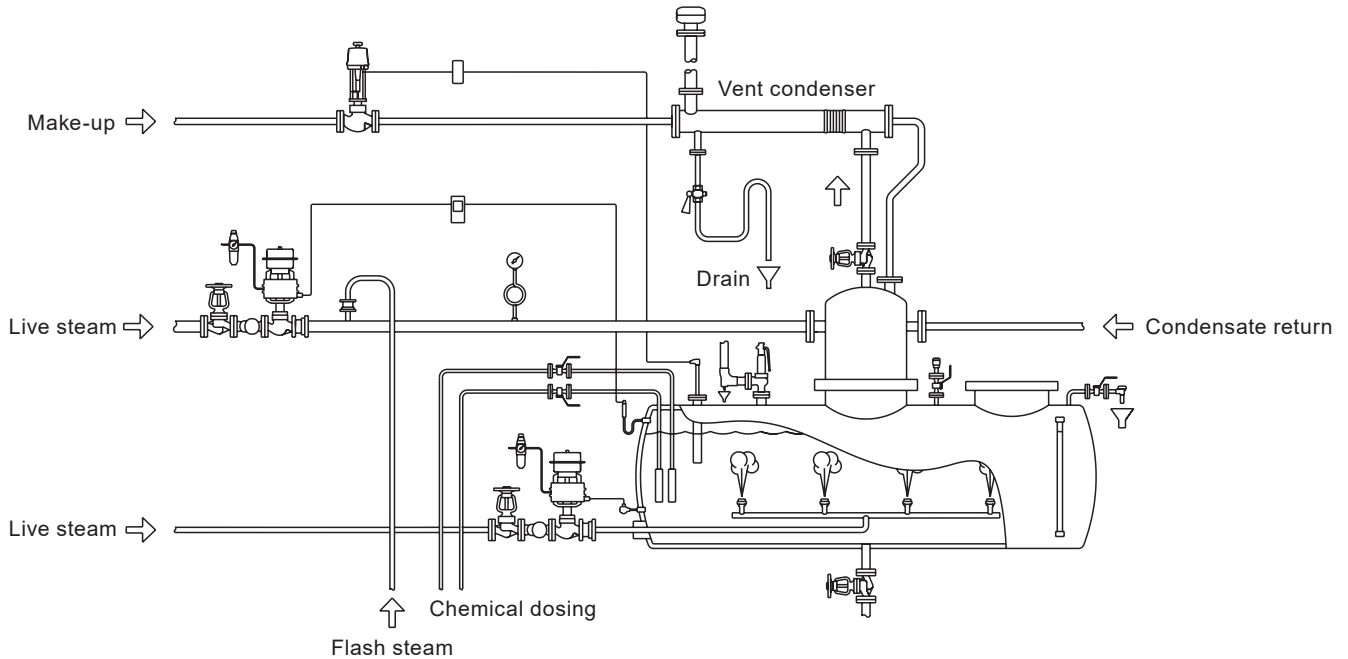 Vent condenser
Make-up
Drain
Live steam
Condensate return
Live steam
Chemical dosing
Flash steam